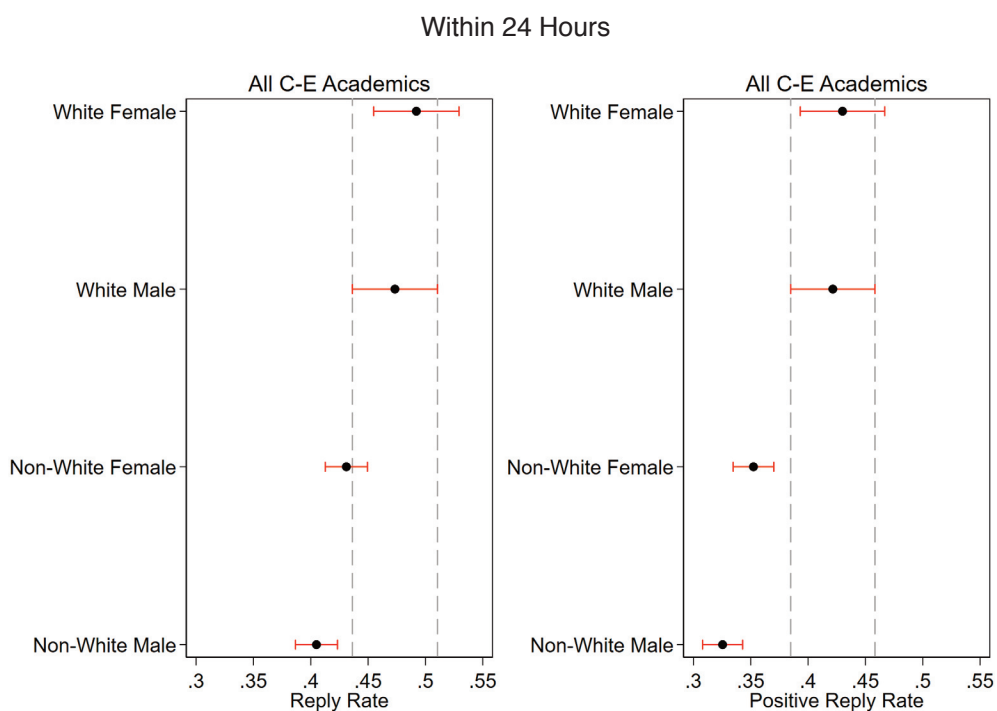 Within 24 Hours
All C-E Academics
White Female
White Male
Non-White Female
Non-White Male
.3 .35 .4 .45 .5 .55
Reply Rate
All C-E Academics
White Female
White Male
Non-White Female
Non-White Male
.3 .35 .4 .45 .5 .55
Positive Reply Rate